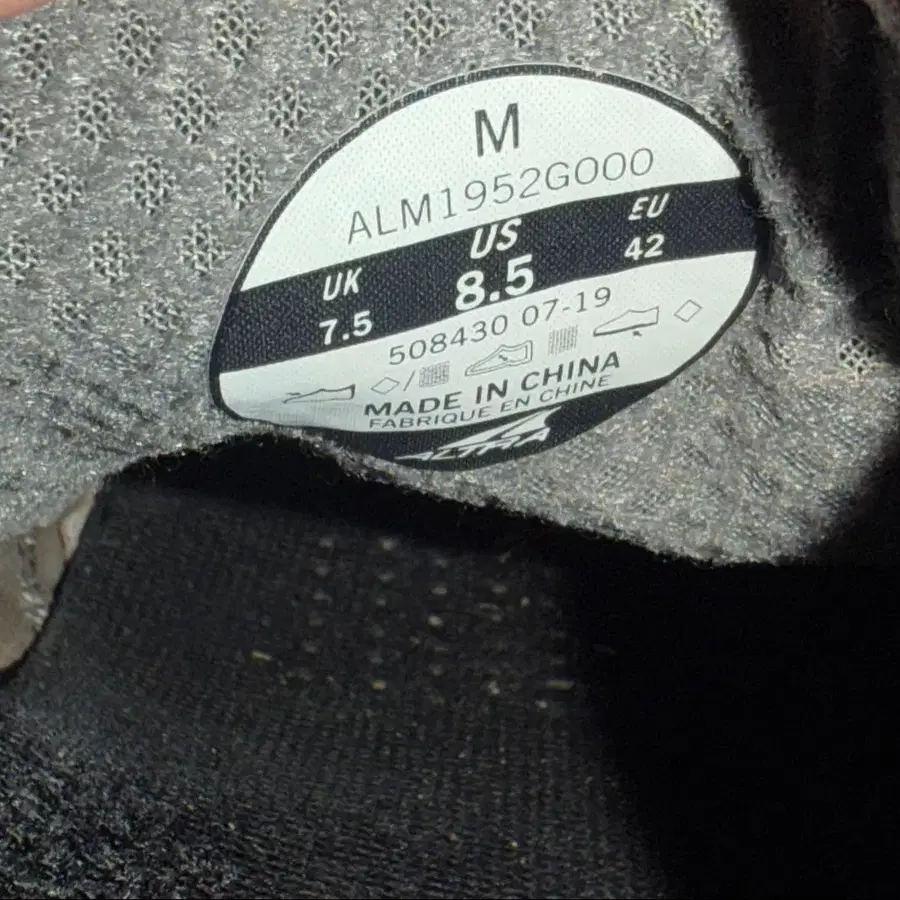 M
ALM1952G000
UK US EU
7.5 8.5 42
508430 07-19
MADE IN CHINA
FABRIQUE EN CHINE
ALTRA